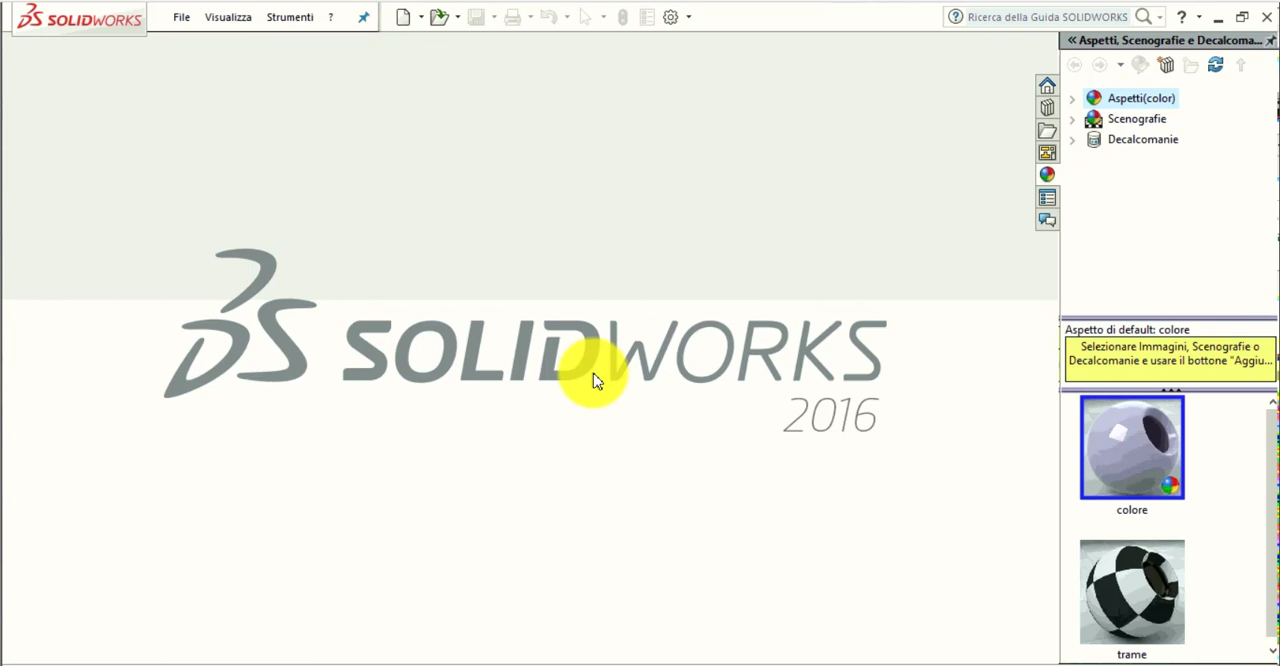 SOLIDWORKS File Visualizza Strumenti ? Ricerca della Guida SOLIDWORKS ?
Aspetti, Scenografie e Decalcoma...
Aspetti(color)
Scenografie
Decalcomanie
SOLIDWORKS
2016
Aspetto di default: colore
Selezionare Immagini, Scenografie o
Decalcomanie e usare il bottone "Aggiu...
colore
trame